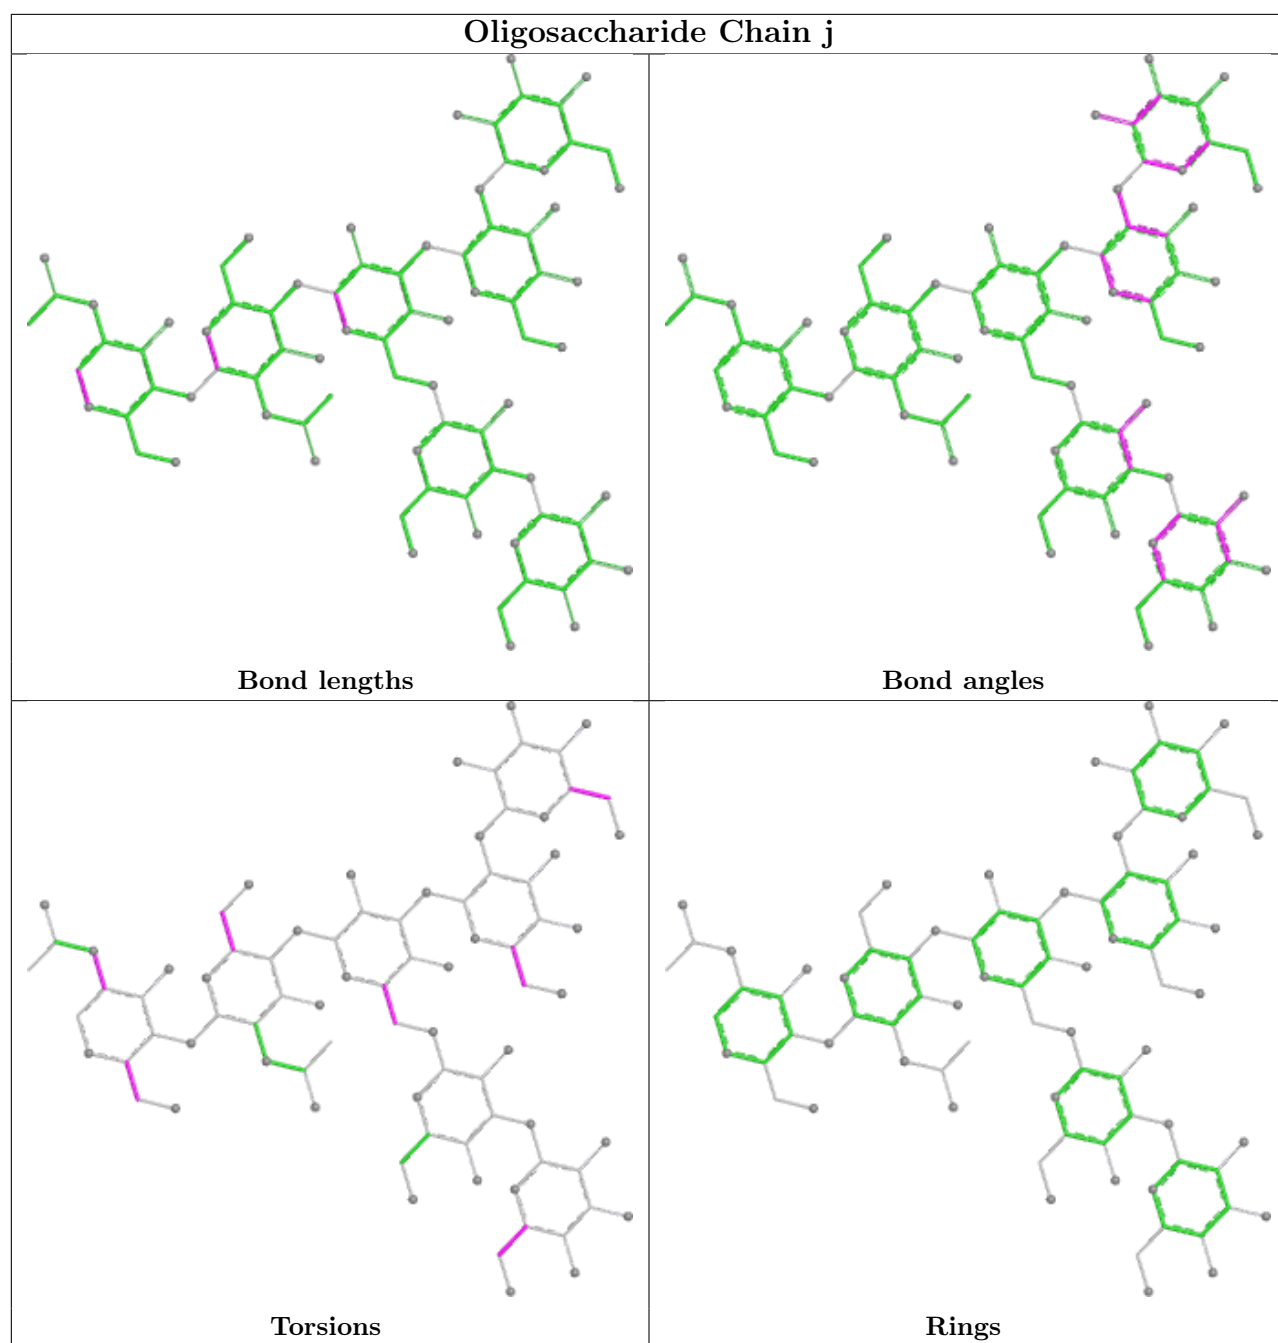 Oligosaccharide Chain j
Bond lengths
Bond angles
Torsions
Rings